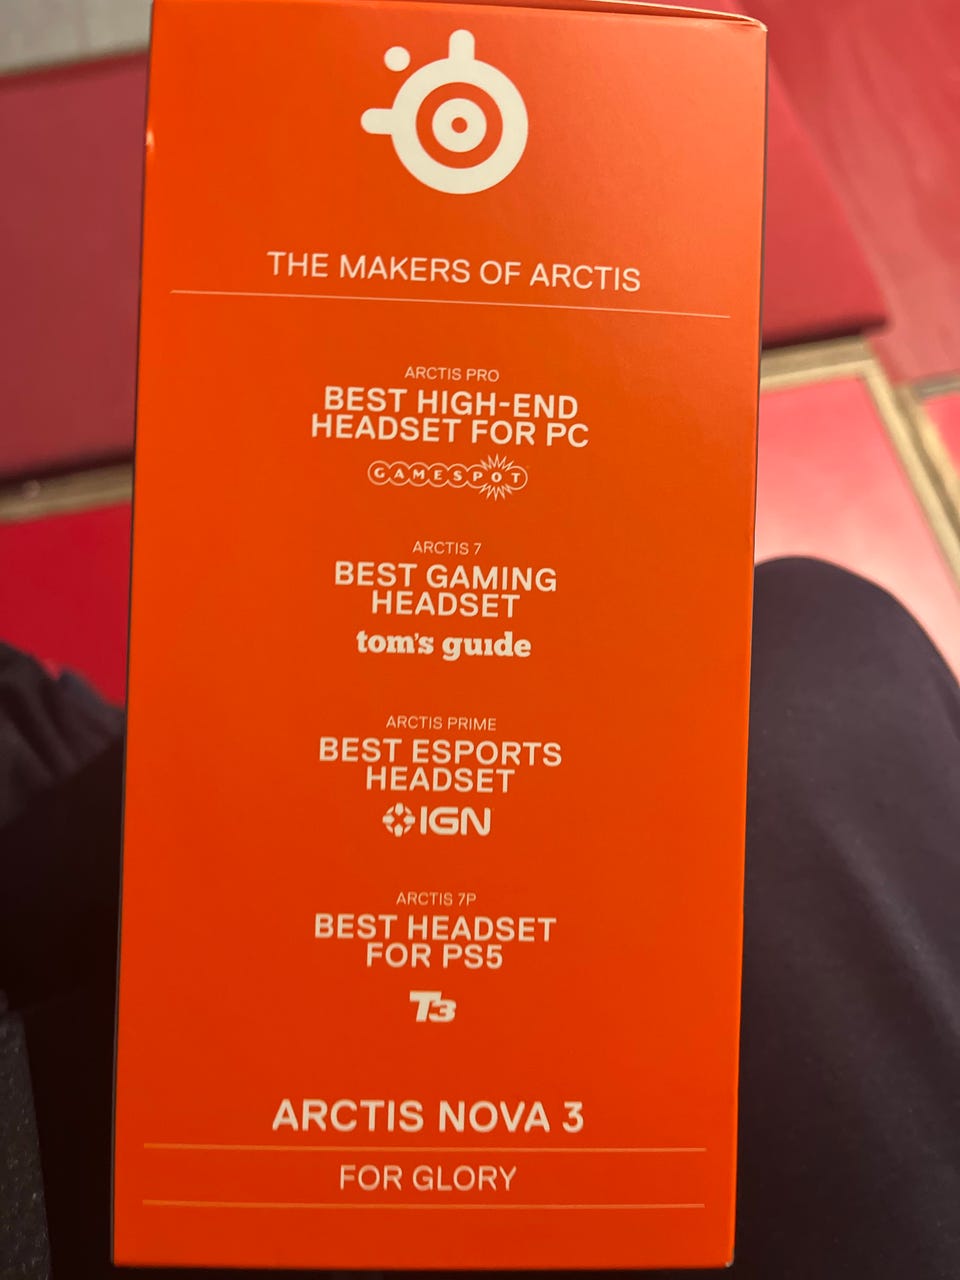 THE MAKERS OF ARCTIS
ARCTIS PRO
BEST HIGH-END
HEADSET FOR PC
GAMESPOT
ARCTIS 7
BEST GAMING
HEADSET
tom's guide
ARCTIS PRIME
BEST ESPORTS
HEADSET
IGN
ARCTIS 7P
BEST HEADSET
FOR PS5
T3
ARCTIS NOVA 3
FOR GLORY